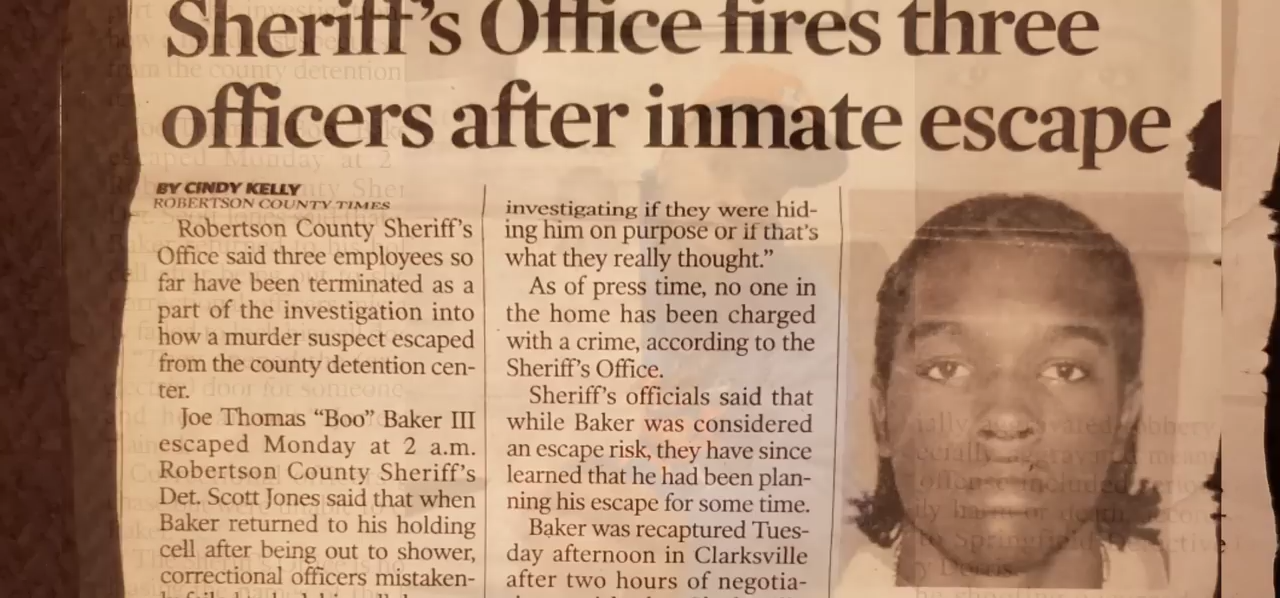 Sheriff's Office fires three
officers after inmate escape
BY CINDY KELLY
ROBERTSON COUNTY TIMES
Robertson County Sheriff's
Office said three employees so
far have been terminated as a
part of the investigation into
how a murder suspect escaped
from the county detention cen-
ter.
Joe Thomas “Boo” Baker III
escaped Monday at 2 a.m.
Robertson County Sheriff's
Det. Scott Jones said that when
Baker returned to his holding
cell after being out to shower,
correctional officers mistaken-
investigating if they were hid-
ing him on purpose or if that's
what they really thought.”
As of press time, no one in
the home has been charged
with a crime, according to the
Sheriff's Office.
Sheriff's officials said that
while Baker was considered
an escape risk, they have since
learned that he had been plan-
ning his escape for some time.
Baker was recaptured Tues-
day afternoon in Clarksville
after two hours of negotia-